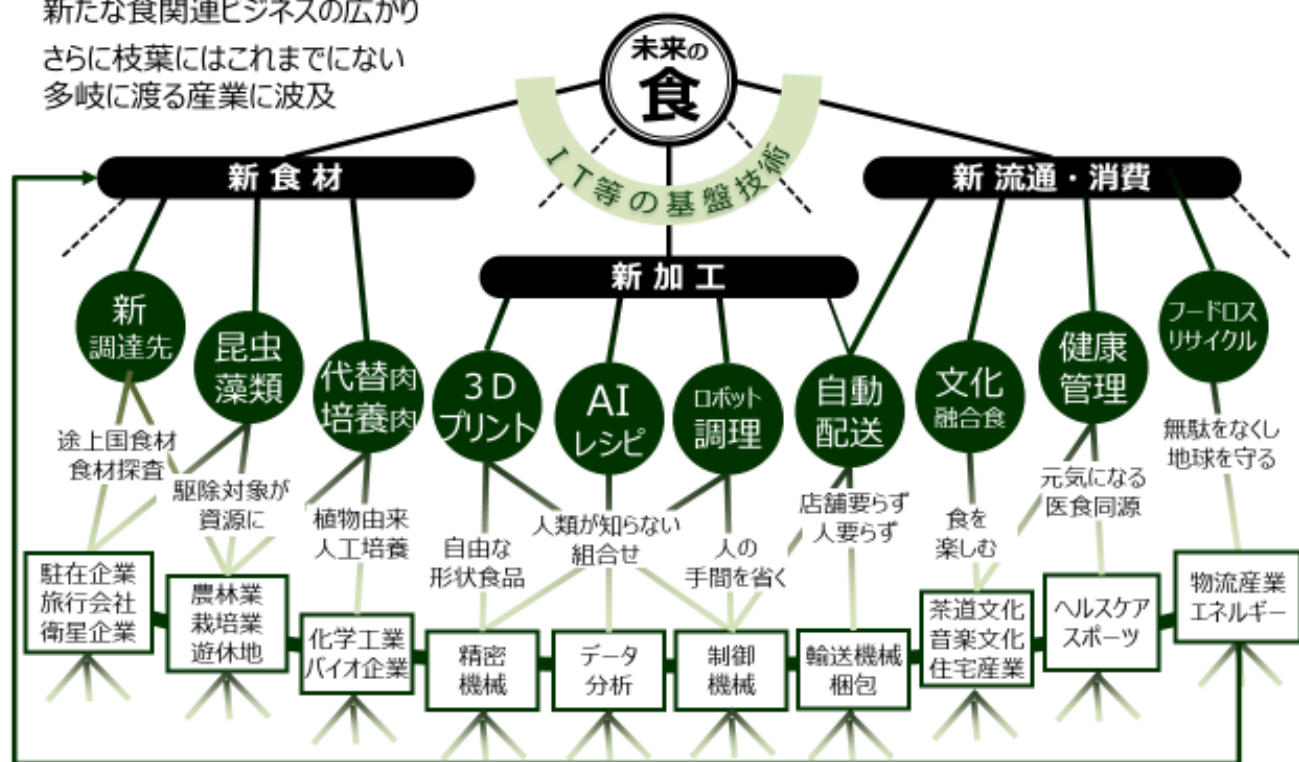 新たな食関連ビジネスの広がり
さらに枝葉にはこれまでにない
多岐に渡る産業に波及
未来の
食
IT等の基盤技術
新食材
新流通・消費
新加工
新
調達先
昆虫
藻類
代替肉
培養肉
3D
プリント
AI
レシピ
ロボット
調理
自動
配送
文化
融合食
健康
管理
フードロス
リサイクル
途上国食材
食材探査
駆除対象が
資源に
植物由来
人工培養
自由な
形状食品
人類が知らない
組合せ
人の
手間を省く
店舗要らず
人要らず
食を
楽しむ
元気になる
医食同源
無駄をなくし
地球を守る
駐在企業
旅行会社
衛星企業
農林業
栽培業
遊休地
化学工業
バイオ企業
精密
機械
データ
分析
制御
機械
輸送機械
梱包
茶道文化
音楽文化
住宅産業
ヘルスケア
スポーツ
物流産業
エネルギー